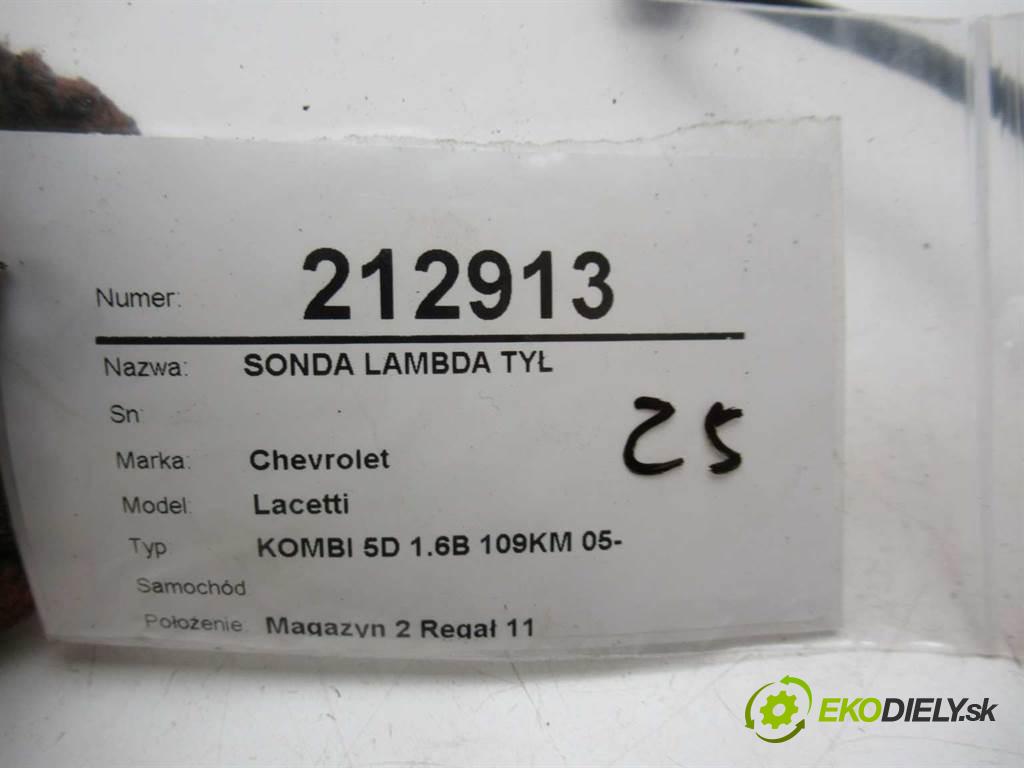 Numer: 212913
Nazwa: SONDA LAMBDA TYŁ
Sn:
25
Marka: Chevrolet
Model: Lacetti
Typ KOMBI 5D 1.6B 109KM 05-
Samochód
Położenie: Magazyn 2 Regał 11
EKODIELY.sk